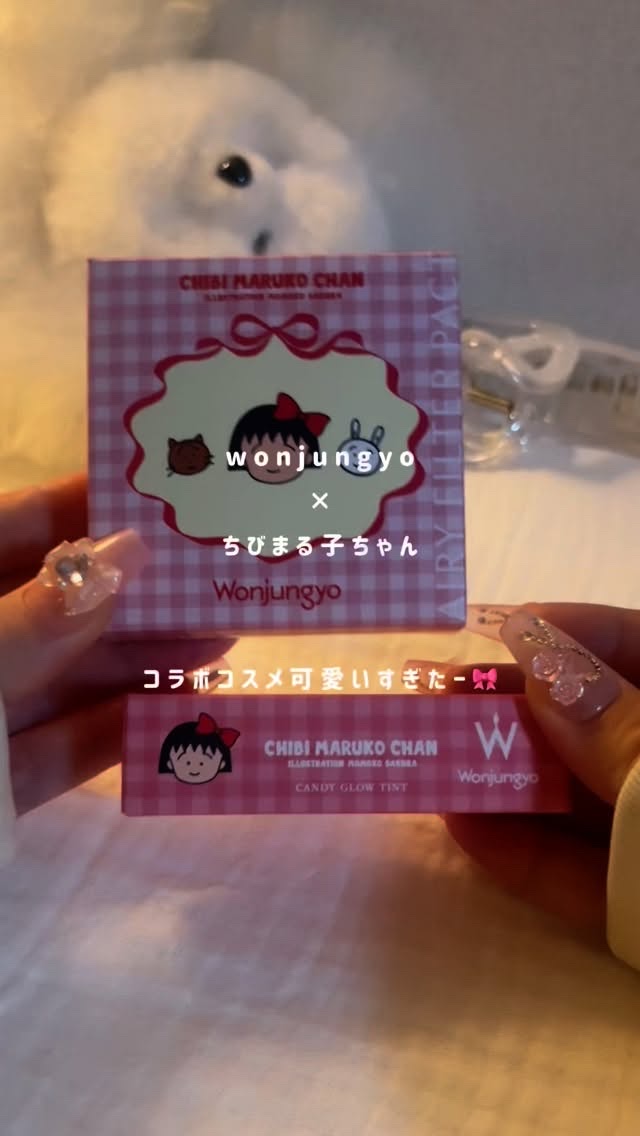 CHIBI MARUKO CHAN
ILLUSTRATION MOMOKO SAKURA
AIRY FILTER PACT
wonjungyo
×
ちびまる子ちゃん
Wonjungyo
コラボコスメ可愛いすぎたー🎀
CHIBI MARUKO CHAN
ILLUSTRATION MOMOKO SAKURA
CANDY GLOW TINT
W
Wonjungyo